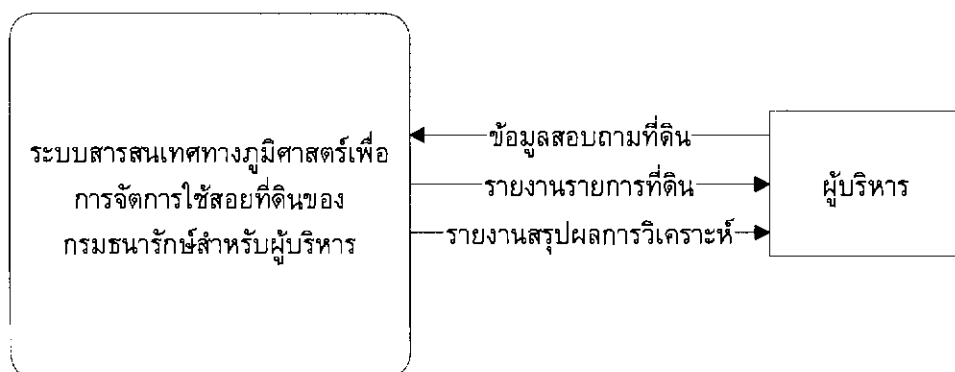 ระบบสารสนเทศทางภูมิศาสตร์เพื่อ
การจัดการใช้สอยที่ดินของ
กรมธนารักษ์สำหรับผู้บริหาร
ข้อมูลสอบถามที่ดิน
รายงานรายการที่ดิน
รายงานสรุปผลการวิเคราะห์
ผู้บริหาร